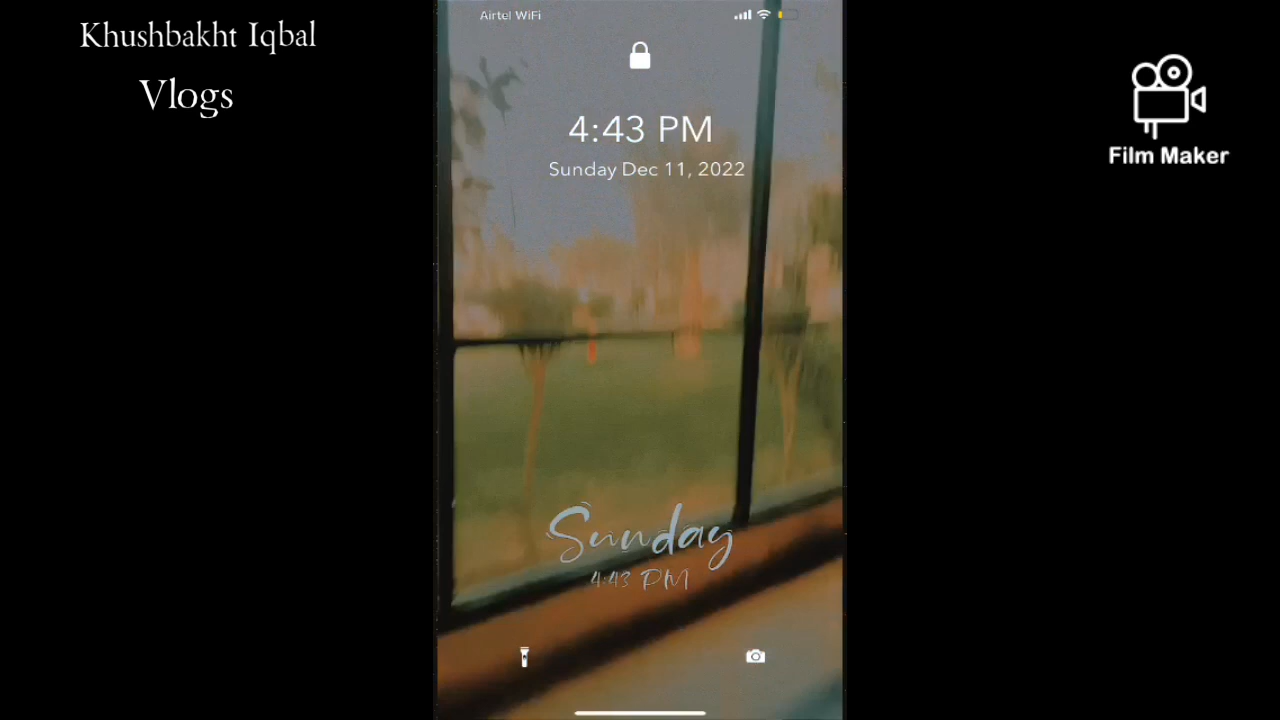 Khushbakht Iqbal
Vlogs
Airtel WiFi
4:43 PM
Sunday Dec 11, 2022
Sunday
4:43 PM
Film Maker